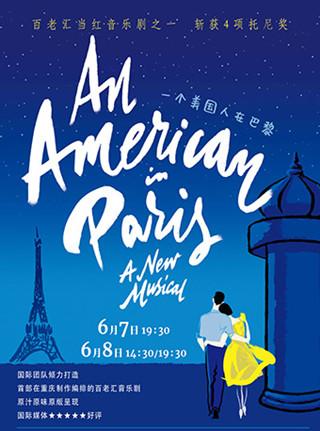 百老汇当红音乐剧之一 斩获4项托尼奖
An
一个美国人在巴黎
American
in
Paris
A New
Musical
6月7日 19:30
6月8日 14:30/19:30
国际团队倾力打造
首部在重庆制作编排的百老汇音乐剧
原汁原味原版呈现
国际媒体★★★★★好评